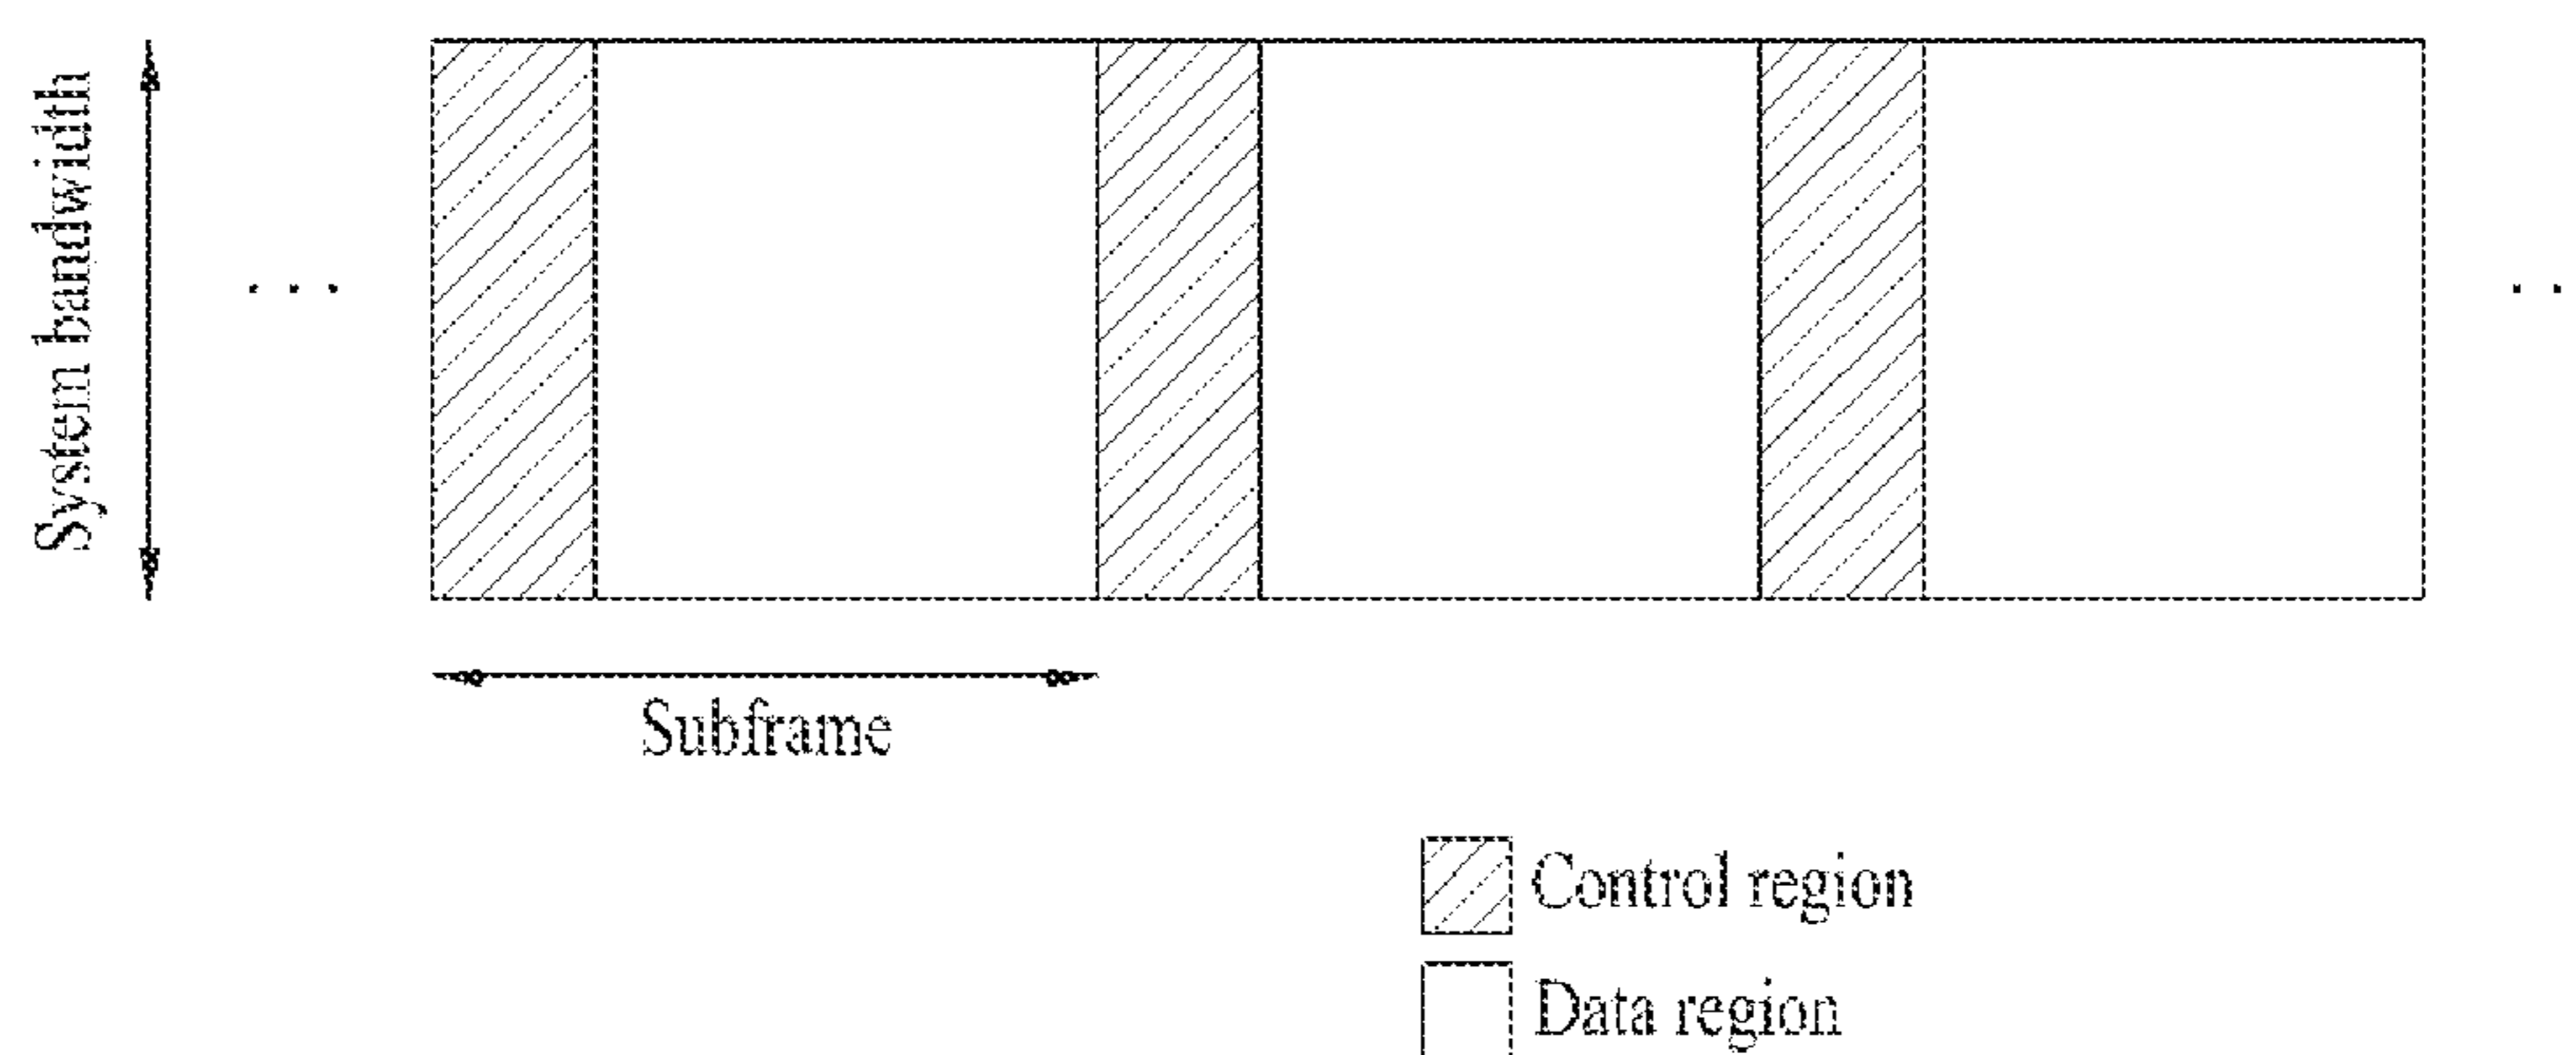 System bandwidth
. . .
. .
Subframe
Control region
Data region